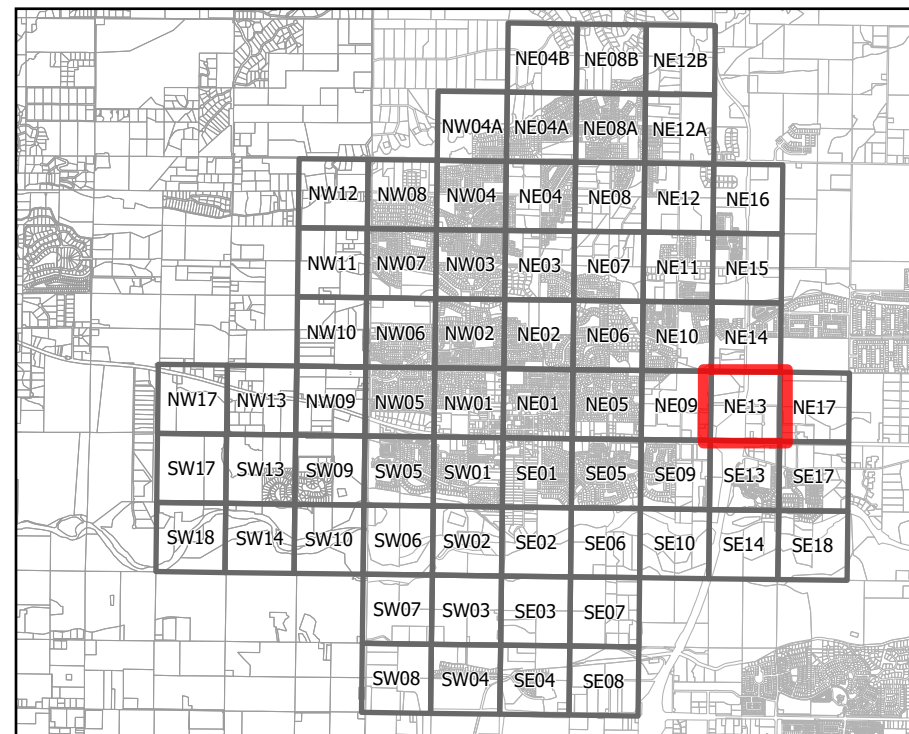 NE04B NE08B NE12B
NW04A NE04A NE08A NE12A
NW12 NW08 NW04 NE04 NE08 NE12 NE16
NW11 NW07 NW03 NE03 NE07 NE11 NE15
NW10 NW06 NW02 NE02 NE06 NE10 NE14
NW17 NW13 NW09 NW05 NW01 NE01 NE05 NE09 NE13 NE17
SW17 SW13 SW09 SW05 SW01 SE01 SE05 SE09 SE13 SE17
SW18 SW14 SW10 SW06 SW02 SE02 SE06 SE10 SE14 SE18
SW07 SW03 SE03 SE07
SW08 SW04 SE04 SE08